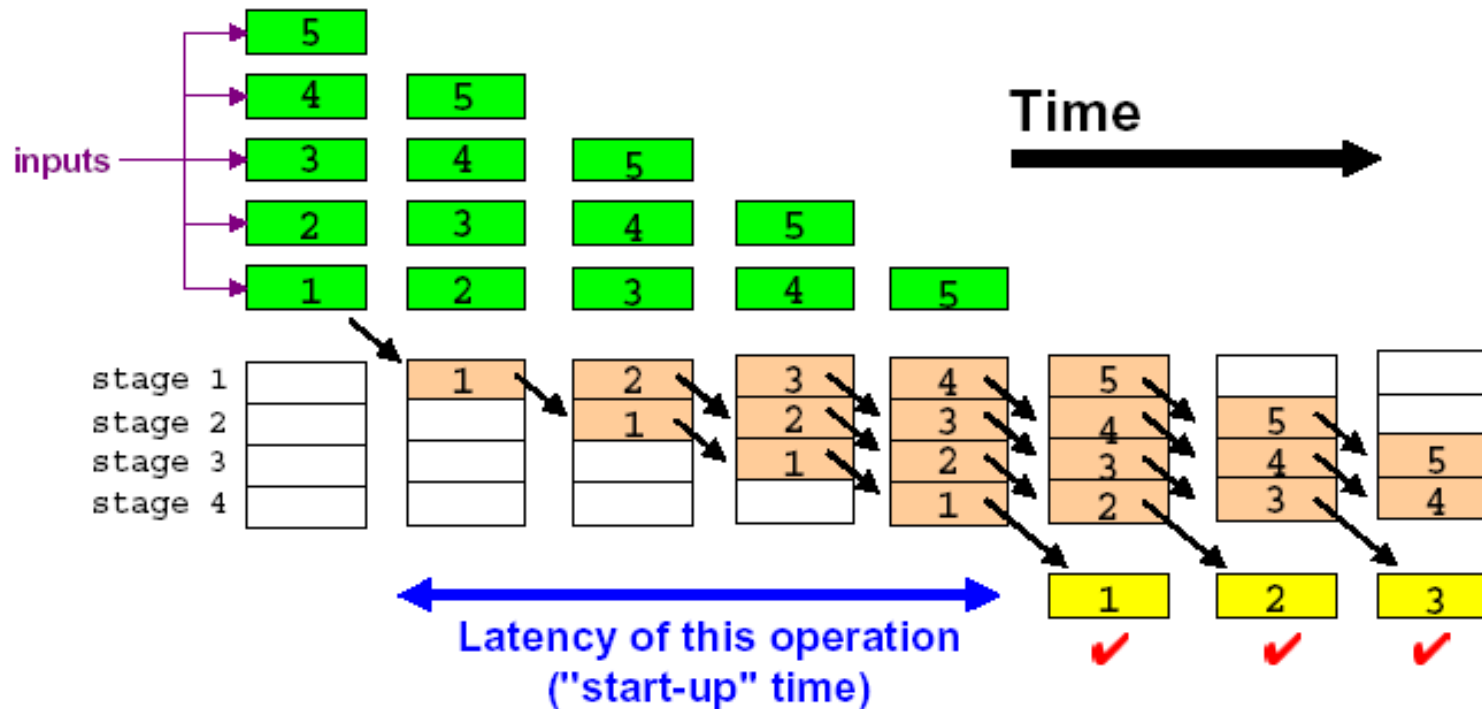 5
4 5
Time
inputs
3 4 5
2 3 4 5
1 2 3 4 5
stage 1 1 2 3 4 5
stage 2 1 2 3 4 5
stage 3 1 2 3 4 5
stage 4 1 2 3 4
1 2 3
Latency of this operation
("start-up" time)